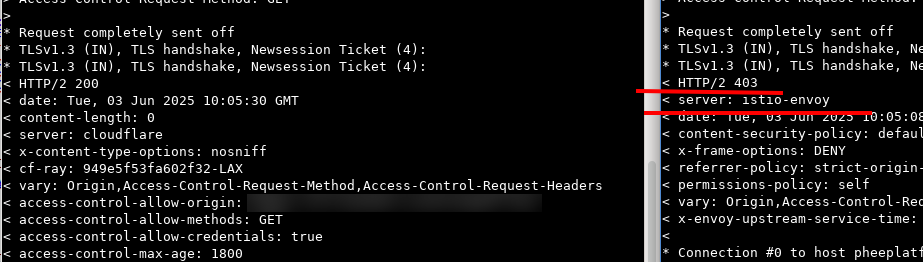 Access Control Request Method: GET
>
* Request completely sent off
* TLSv1.3 (IN), TLS handshake, Newsession Ticket (4):
* TLSv1.3 (IN), TLS handshake, Newsession Ticket (4):
< HTTP/2 200
< date: Tue, 03 Jun 2025 10:05:30 GMT
< content-length: 0
< server: cloudflare
< x-content-type-options: nosniff
< cf-ray: 949e5f53fa602f32-LAX
< vary: Origin,Access-Control-Request-Method,Access-Control-Request-Headers
< access-control-allow-origin:
< access-control-allow-methods: GET
< access-control-allow-credentials: true
< access-control-max-age: 1800
>
* Request completely sent off
* TLSv1.3 (IN), TLS handshake, Ne
* TLSv1.3 (IN), TLS handshake, Ne
< HTTP/2 403
< server: istio-envoy
< date: Tue, 03 Jun 2025 10:05:08
< content-security-policy: defaul
< x-frame-options: DENY
< referrer-policy: strict-origin-
< permissions-policy: self
< vary: Origin,Access-Control-Req
< x-envoy-upstream-service-time:
<
* Connection #0 to host pheeplatf